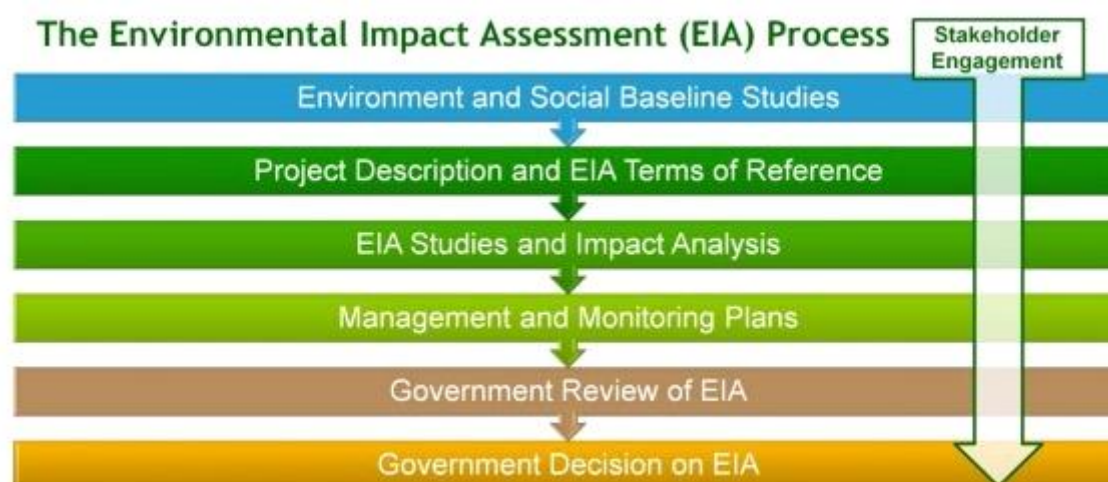 The Environmental Impact Assessment (EIA) Process
Stakeholder
Engagement
Environment and Social Baseline Studies
Project Description and EIA Terms of Reference
EIA Studies and Impact Analysis
Management and Monitoring Plans
Government Review of EIA
Government Decision on EIA